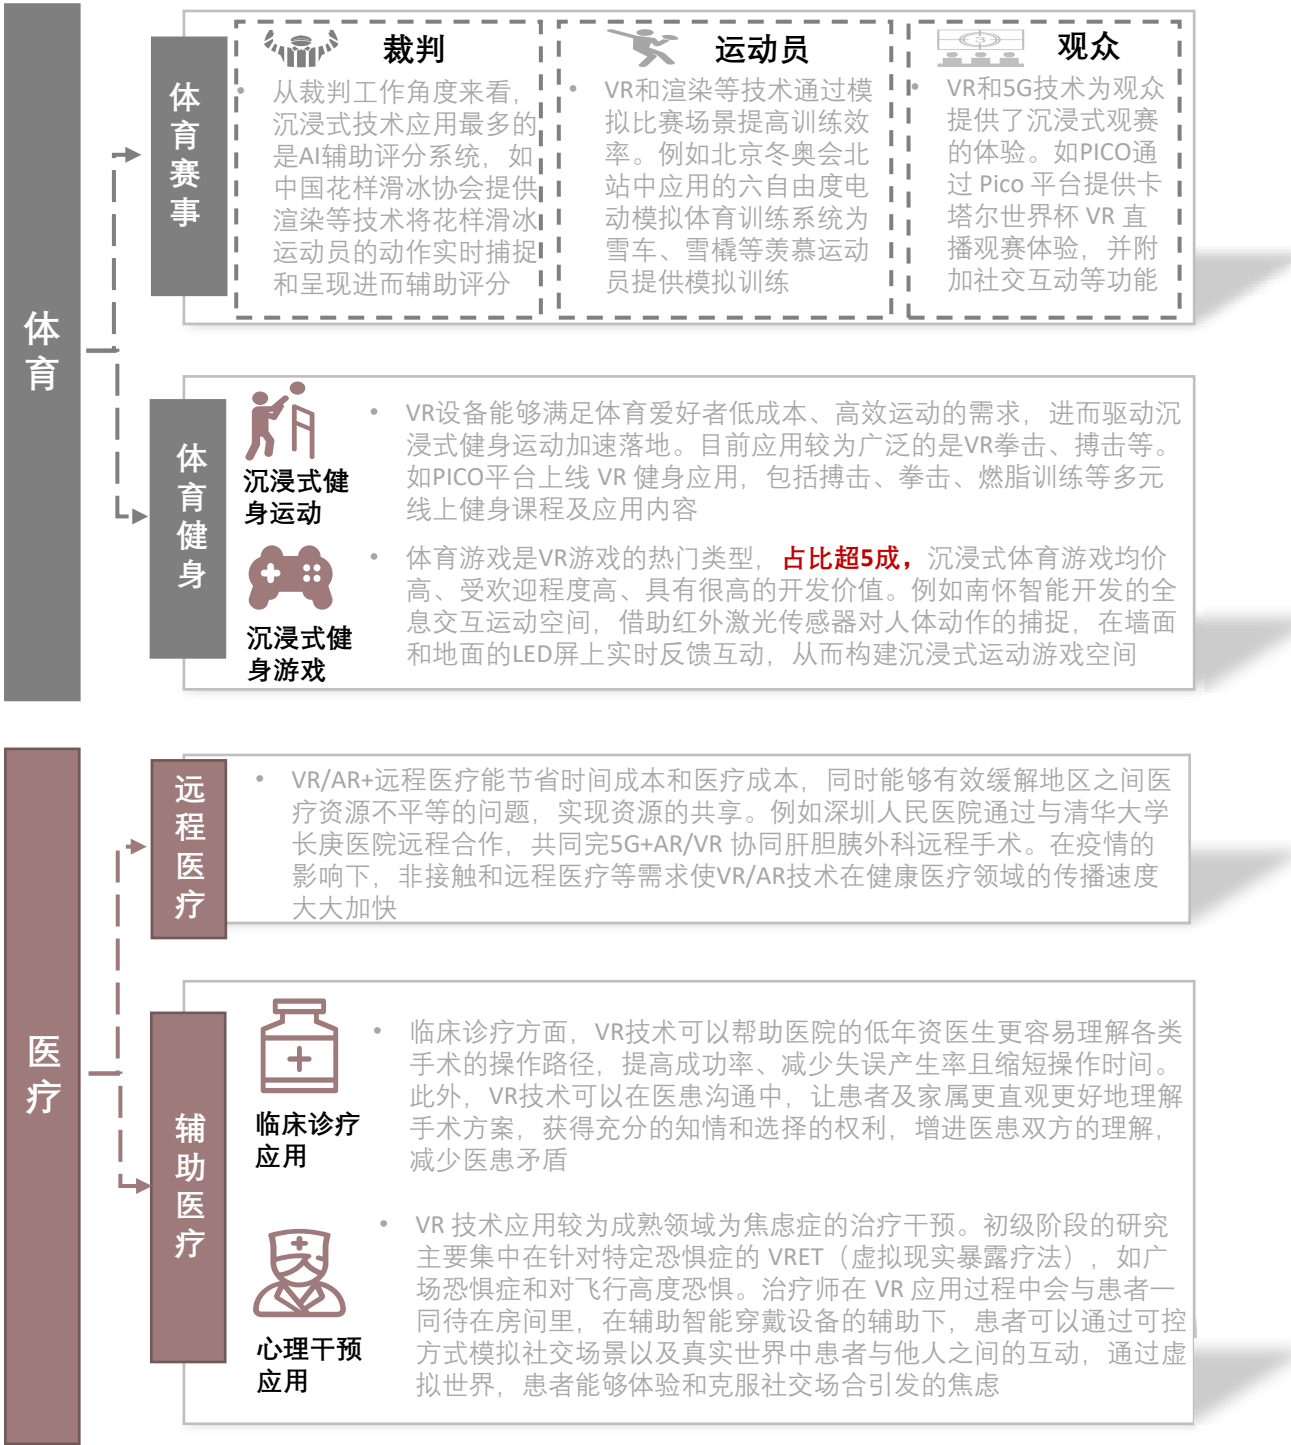 体育
体育赛事
裁判
从裁判工作角度来看，
沉浸式技术应用最多的
是AI辅助评分系统，如
中国花样滑冰协会提供
渲染等技术将花样滑冰
运动员的动作实时捕捉
和呈现进而辅助评分
运动员
VR和渲染等技术通过模
拟比赛场景提高训练效
率。例如北京冬奥会北
站中应用的六自由度电
动模拟体育训练系统为
雪车、雪橇等羡慕运动
员提供模拟训练
观众
VR和5G技术为观众
提供了沉浸式观赛
的体验。如PICO通
过 Pico 平台提供卡
塔尔世界杯 VR 直
播观赛体验，并附
加社交互动等功能
体育健身
沉浸式健
身运动
VR设备能够满足体育爱好者低成本、高效运动的需求，进而驱动沉
浸式健身运动加速落地。目前应用较为广泛的是VR拳击、搏击等。
如PICO平台上线 VR 健身应用，包括搏击、拳击、燃脂训练等多元
线上健身课程及应用内容
沉浸式健
身游戏
体育游戏是VR游戏的热门类型，占比超5成，沉浸式体育游戏均价
高、受欢迎程度高、具有很高的开发价值。例如南怀智能开发的全
息交互运动空间，借助红外激光传感器对人体动作的捕捉，在墙面
和地面的LED屏上实时反馈互动，从而构建沉浸式运动游戏空间
医疗
远程医疗
VR/AR+远程医疗能节省时间成本和医疗成本，同时能够有效缓解地区之间医
疗资源不平等的问题，实现资源的共享。例如深圳人民医院通过与清华大学
长庚医院远程合作，共同完5G+AR/VR 协同肝胆胰外科远程手术。在疫情的
影响下，非接触和远程医疗等需求使VR/AR技术在健康医疗领域的传播速度
大大加快
辅助医疗
临床诊疗
应用
临床诊疗方面，VR技术可以帮助医院的低年资医生更容易理解各类
手术的操作路径，提高成功率、减少失误产生率且缩短操作时间。
此外，VR技术可以在医患沟通中，让患者及家属更直观更好地理解
手术方案，获得充分的知情和选择的权利，增进医患双方的理解，
减少医患矛盾
心理干预
应用
VR 技术应用较为成熟领域为焦虑症的治疗干预。初级阶段的研究
主要集中在针对特定恐惧症的 VRET（虚拟现实暴露疗法），如广
场恐惧症和对飞行高度恐惧。治疗师在 VR 应用过程中会与患者一
同待在房间里，在辅助智能穿戴设备的辅助下，患者可以通过可控
方式模拟社交场景以及真实世界中患者与他人之间的互动，通过虚
拟世界，患者能够体验和克服社交场合引发的焦虑